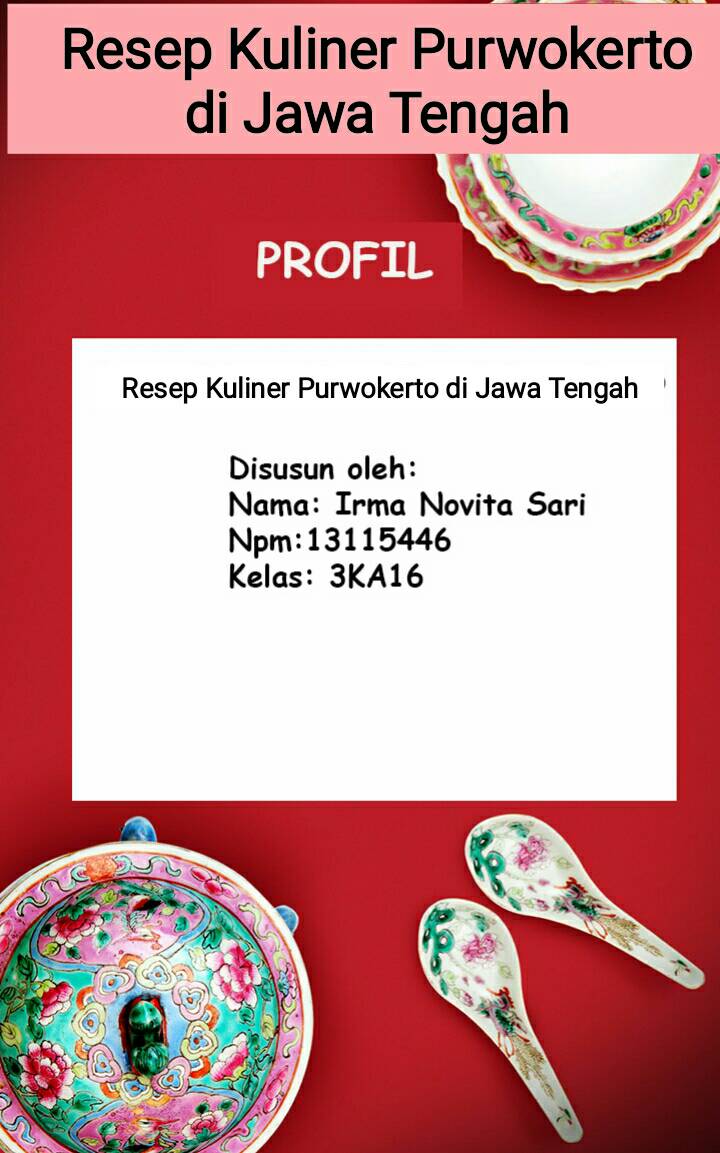 Resep Kuliner Purwokerto
di Jawa Tengah
PROFIL
Resep Kuliner Purwokerto di Jawa Tengah
Disusun oleh:
Nama: Irma Novita Sari
Npm:13115446
Kelas: 3KA16